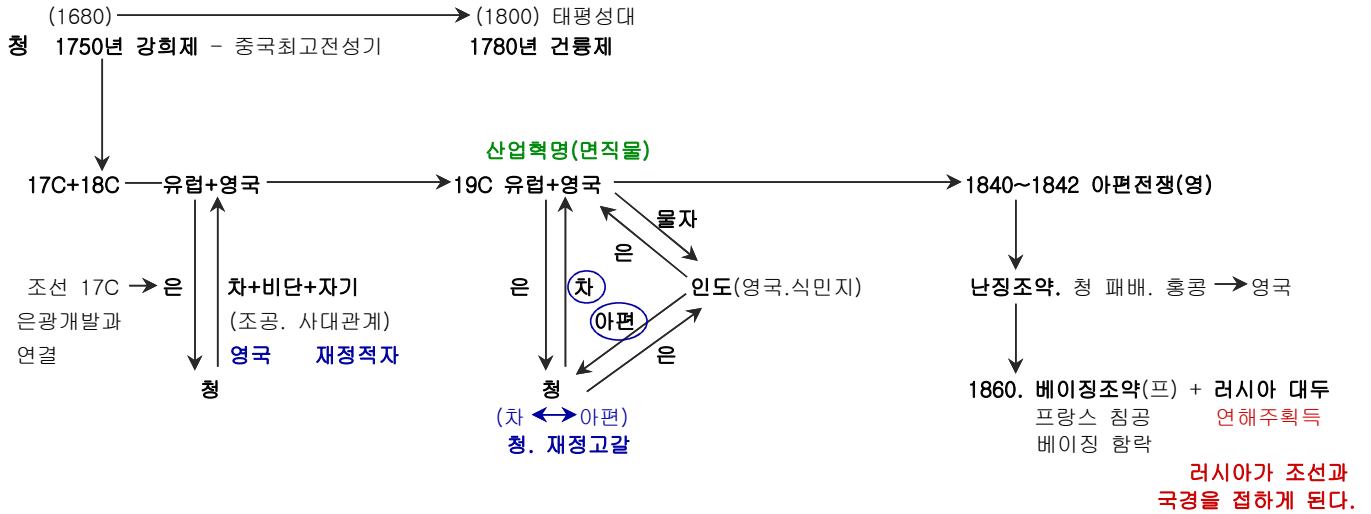 (1680) (1800) 태평성대
청 1750년 강희제 - 중국최고전성기 1780년 건륭제
산업혁명(면직물)
17C+18C 유럽+영국 19C 유럽+영국 1840~1842 아편전쟁(영)
물자
은
조선 17C 은 차+비단+자기 은 차 인도(영국.식민지) 난징조약. 청 패배. 홍콩 영국
은광개발과 (조공. 사대관계) 아편
연결 영국 재정적자 은
청 청 1860. 베이징조약(프) + 러시아 대두
(차 아편) 프랑스 침공 연해주획득
청. 재정고갈 베이징 함락
러시아가 조선과
국경을 접하게 된다.